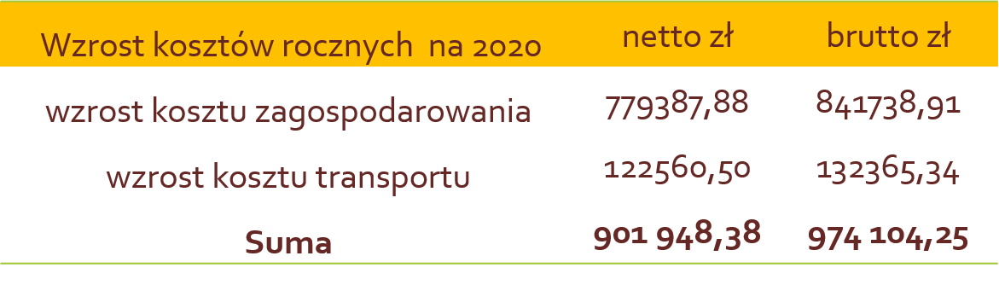 Wzrost kosztów rocznych na 2020 netto zł brutto zł
wzrost kosztu zagospodarowania 779387,88 841738,91
wzrost kosztu transportu 122560,50 132365,34
Suma 901 948,38 974 104,25